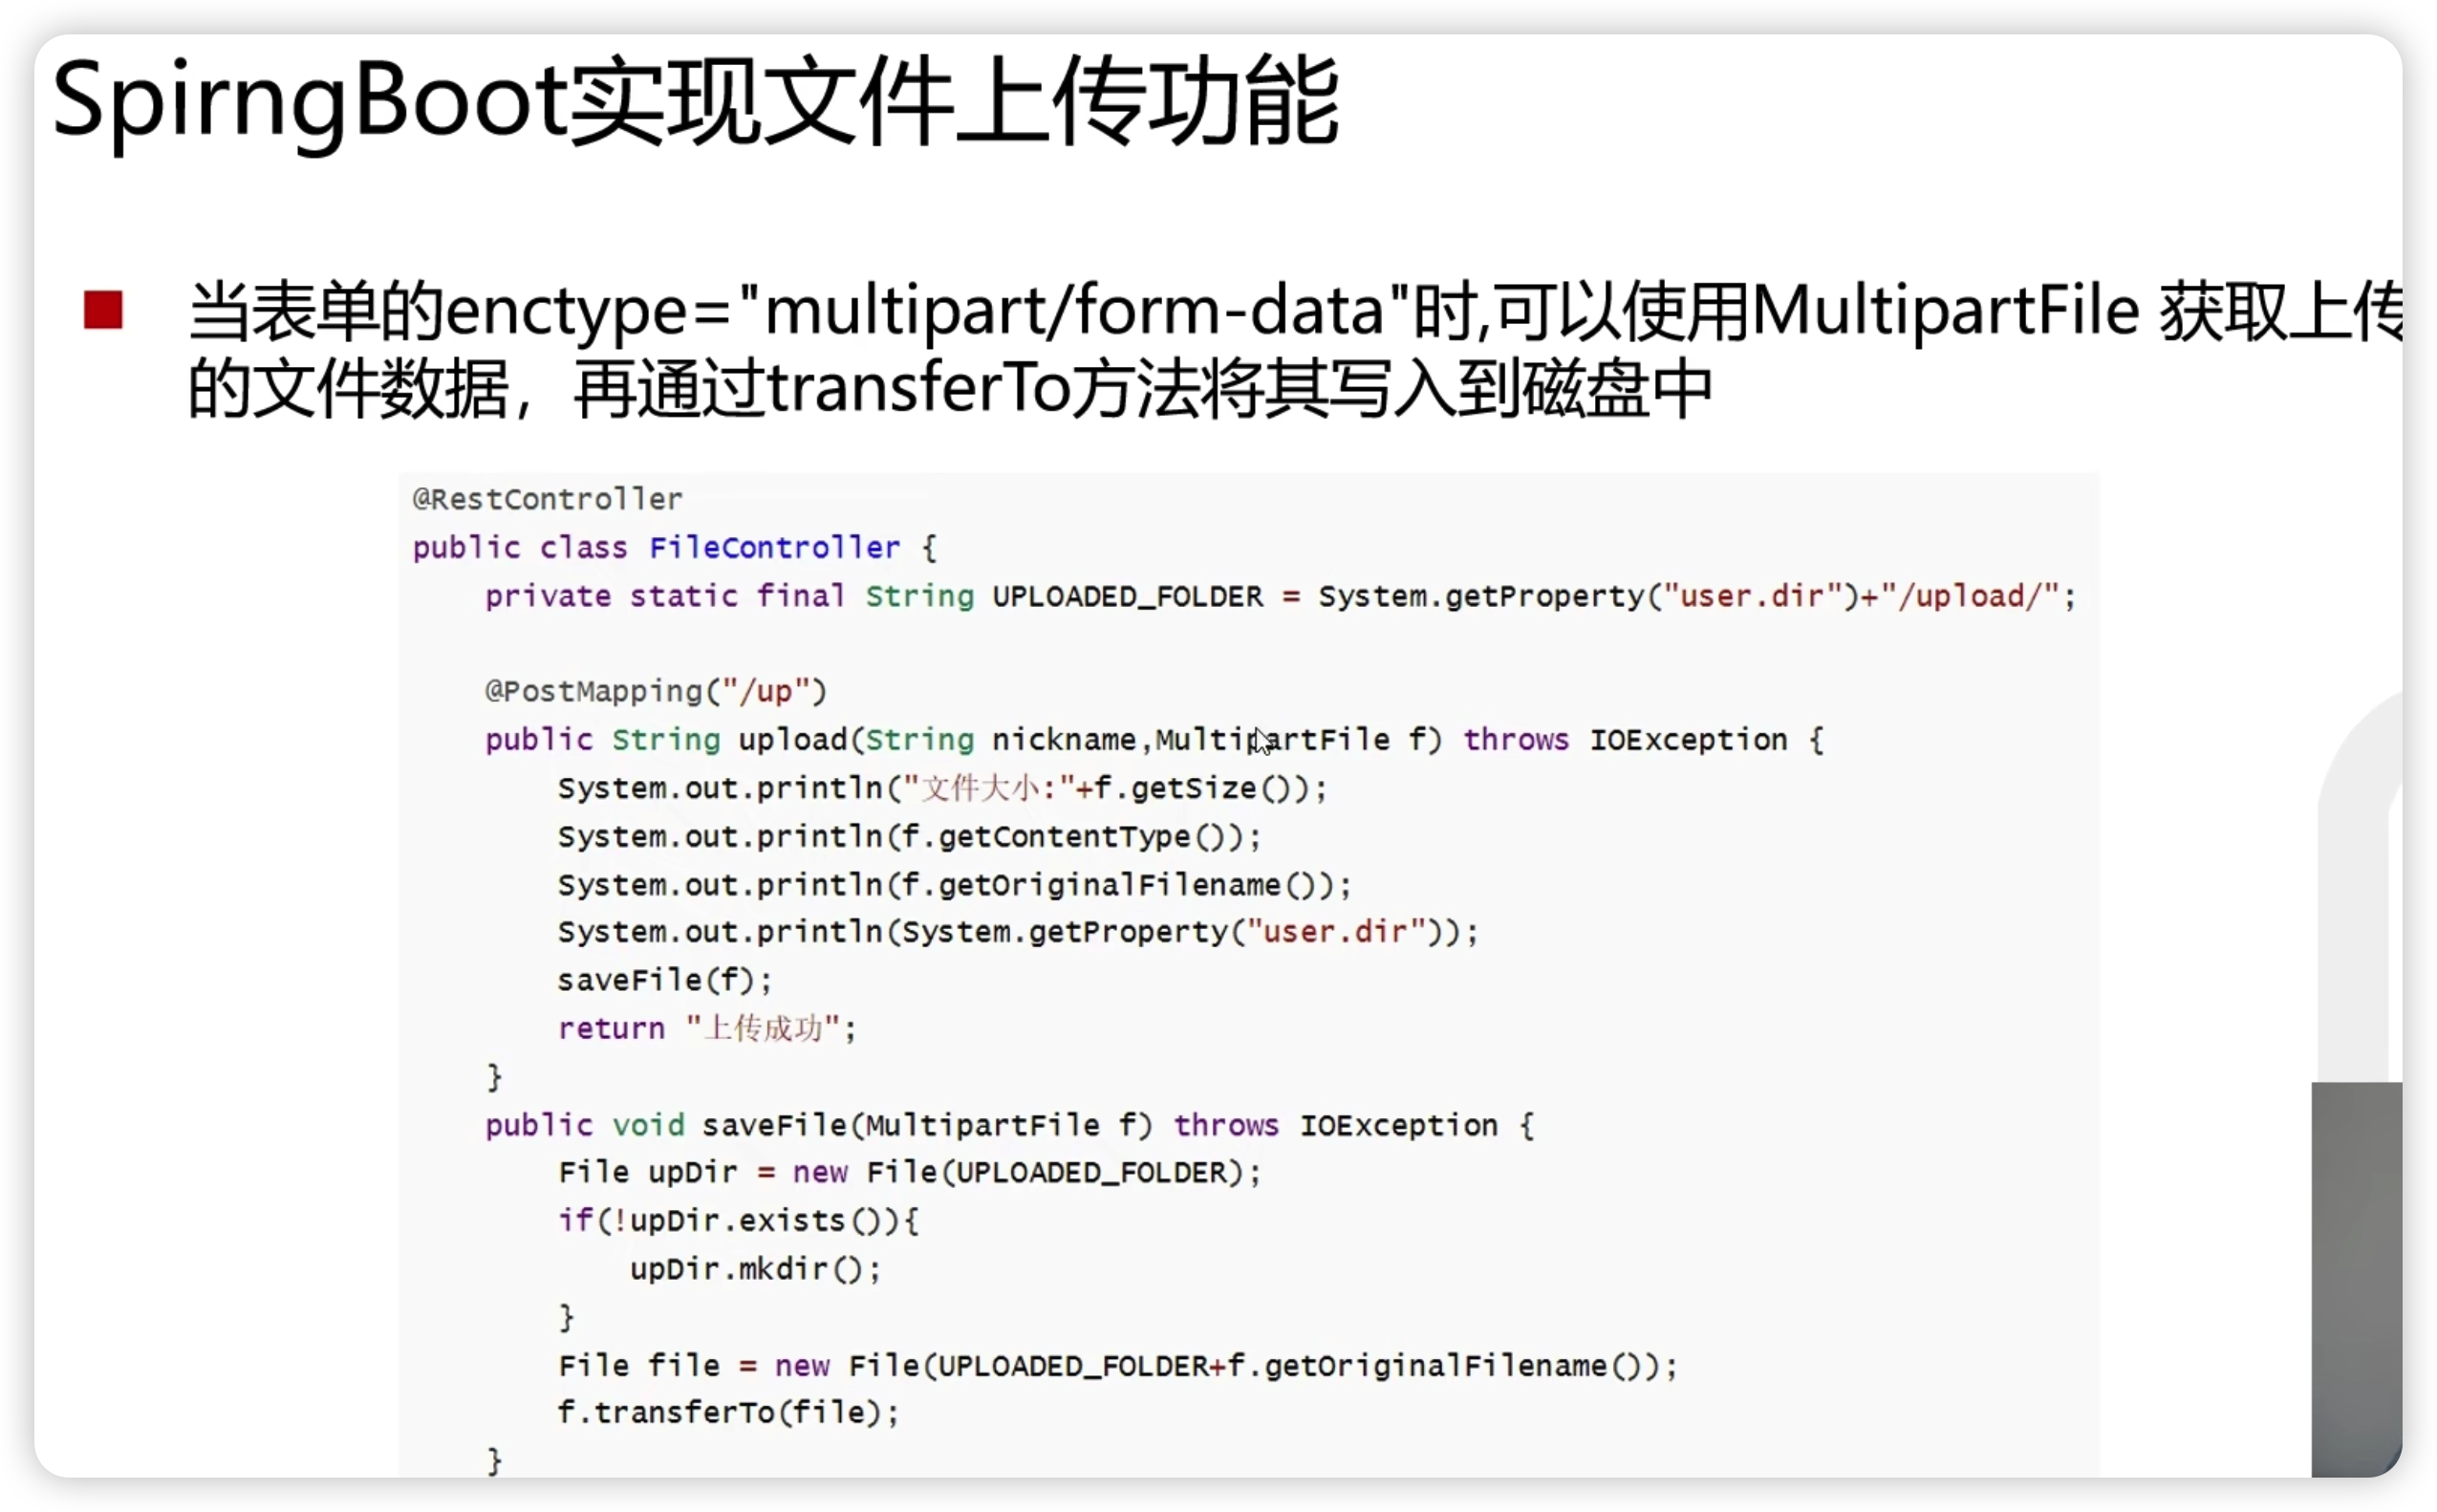 SpirngBoot实现文件上传功能
当表单的enctype="multipart/form-data"时,可以使用MultipartFile 获取上传
的文件数据，再通过transferTo方法将其写入到磁盘中
@RestController
public class FileController {
    private static final String UPLOADED_FOLDER = System.getProperty("user.dir")+"/upload/";
    @PostMapping("/up")
    public String upload(String nickname,MultipartFile f) throws IOException {
        System.out.println("文件大小:"+f.getSize());
        System.out.println(f.getContentType());
        System.out.println(f.getOriginalFilename());
        System.out.println(System.getProperty("user.dir"));
        saveFile(f);
        return "上传成功";
    }
    public void saveFile(MultipartFile f) throws IOException {
        File upDir = new File(UPLOADED_FOLDER);
        if(!upDir.exists()){
            upDir.mkdir();
        }
        File file = new File(UPLOADED_FOLDER+f.getOriginalFilename());
        f.transferTo(file);
    }